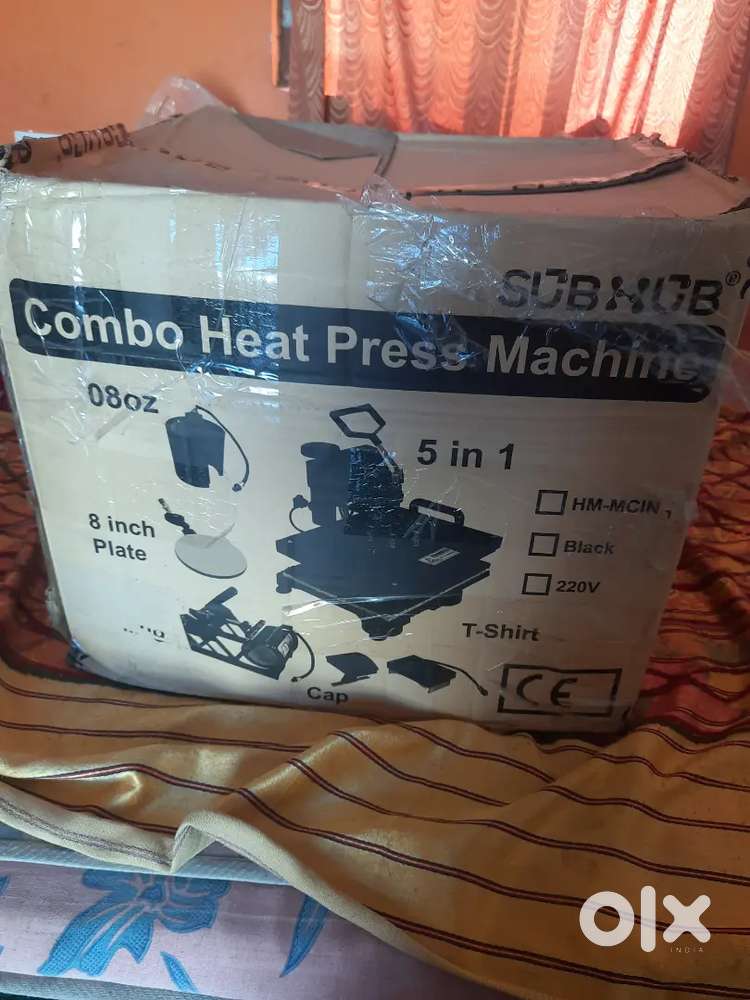 SUBHUB®
Combo Heat Press Machine
08oz
5 in 1
HM-MCIN
8 inch
Plate
Black
220V
T-Shirt
Cap
CE
olx
INDIA